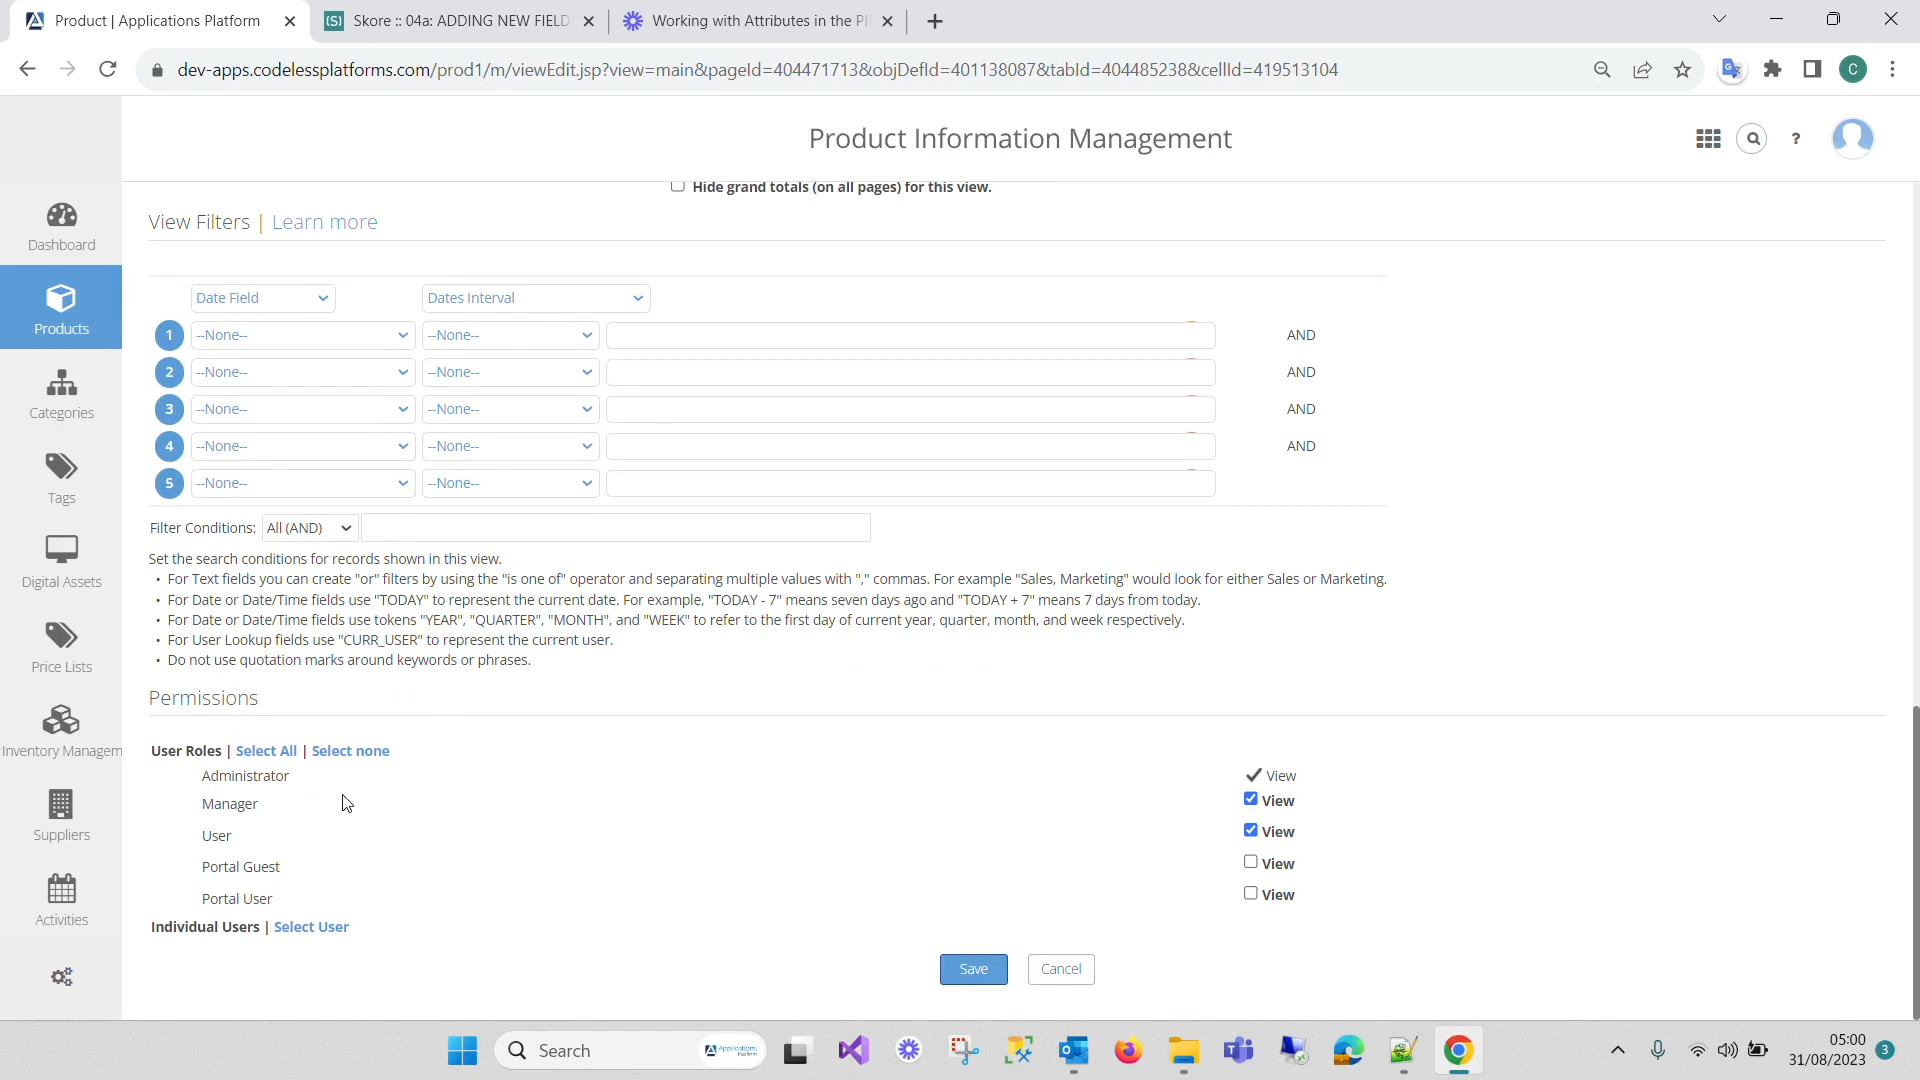 Product | Applications Platform
Skore :: 04a: ADDING NEW FIELD
Working with Attributes in the PI
dev-apps.codelessplatforms.com/prod1/m/viewEdit.jsp?view=main&pageId=404471713&objDefId=401138087&tabId=404485238&cellId=419513104
C
Product Information Management
?
Hide grand totals (on all pages) for this view.
View Filters | Learn more
Date Field Dates Interval
1 --None-- --None-- AND
2 --None-- --None-- AND
3 --None-- --None-- AND
4 --None-- --None-- AND
5 --None-- --None--
Filter Conditions: All (AND)
Set the search conditions for records shown in this view.
• For Text fields you can create "or" filters by using the "is one of" operator and separating multiple values with "," commas. For example "Sales, Marketing" would look for either Sales or Marketing.
• For Date or Date/Time fields use "TODAY" to represent the current date. For example, "TODAY - 7" means seven days ago and "TODAY + 7" means 7 days from today.
• For Date or Date/Time fields use tokens "YEAR", "QUARTER", "MONTH", and "WEEK" to refer to the first day of current year, quarter, month, and week respectively.
• For User Lookup fields use "CURR_USER" to represent the current user.
• Do not use quotation marks around keywords or phrases.
Permissions
User Roles | Select All | Select none
Administrator View
Manager View
User View
Portal Guest View
Portal User View
Individual Users | Select User
Save Cancel
Dashboard
Products
Categories
Tags
Digital Assets
Price Lists
Inventory Managem
Suppliers
Activities
Search
Applications Platform
05:00
31/08/2023
3